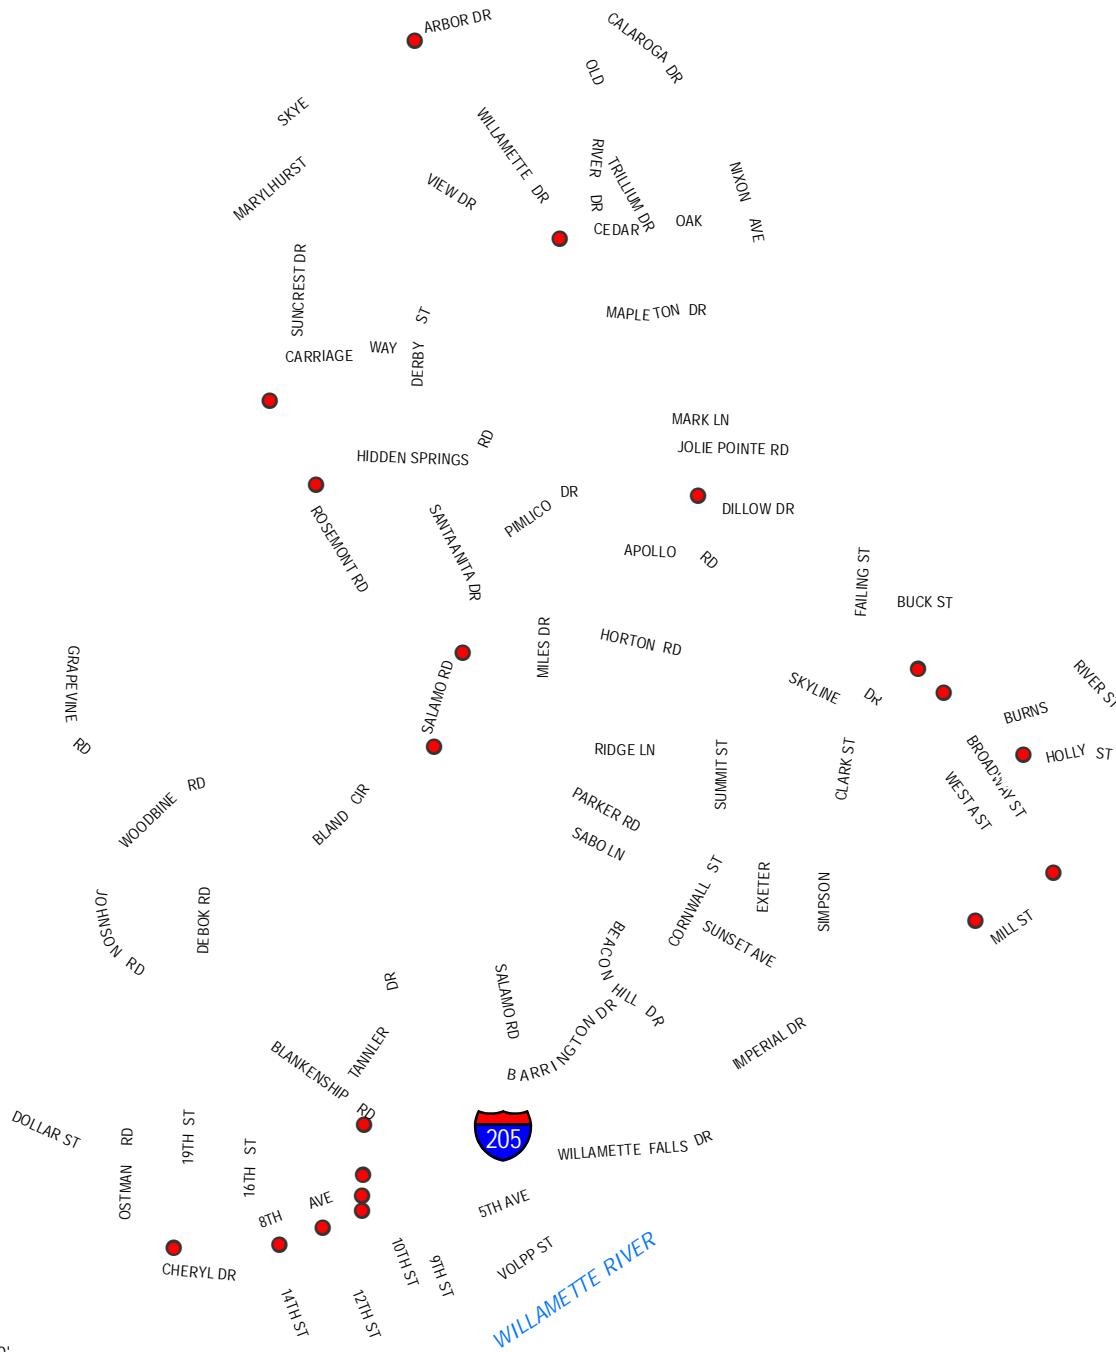 ARBOR DR
CALAROGA DR
OLD RIVER DR
SKYE
MARYLHURST
VIEW DR
WILLAMETTE DR
TRILLIUM DR
CEDAR
OAK
NIXON AVE
SUNCREST DR
MAPLETON DR
CARRIAGE WAY
DERBY ST
MARK LN
JOLIE POINTE RD
HIDDEN SPRINGS RD
PIMLICO DR
DILLOW DR
ROSEMONT RD
SANTA ANITA DR
APOLLO RD
FAILING ST
BUCK ST
MILES DR
HORTON RD
GRAPEVINE RD
SALAMO RD
SKYLINE DR
RIVER ST
BURNS
HOLLY ST
BROADWAY ST
WEST A ST
RIDGE LN
SUMMIT ST
CLARK ST
WOODBINE RD
BLAND CIR
PARKER RD
SABO LN
JOHNSON RD
DEBOK RD
CORNWALL ST
EXETER
SIMPSON
SUNSET AVE
MILL ST
BEACON HILL DR
SALAMO RD
BARRINGTON DR
IMPERIAL DR
TANNLER DR
BLANKENSHIP RD
DOLLAR ST
OSTMAN RD
19TH ST
16TH ST
205
WILLAMETTE FALLS DR
8TH AVE
5TH AVE
CHERYL DR
10TH ST
9TH ST
VOLPP ST
14TH ST
12TH ST
WILLAMETTE RIVER